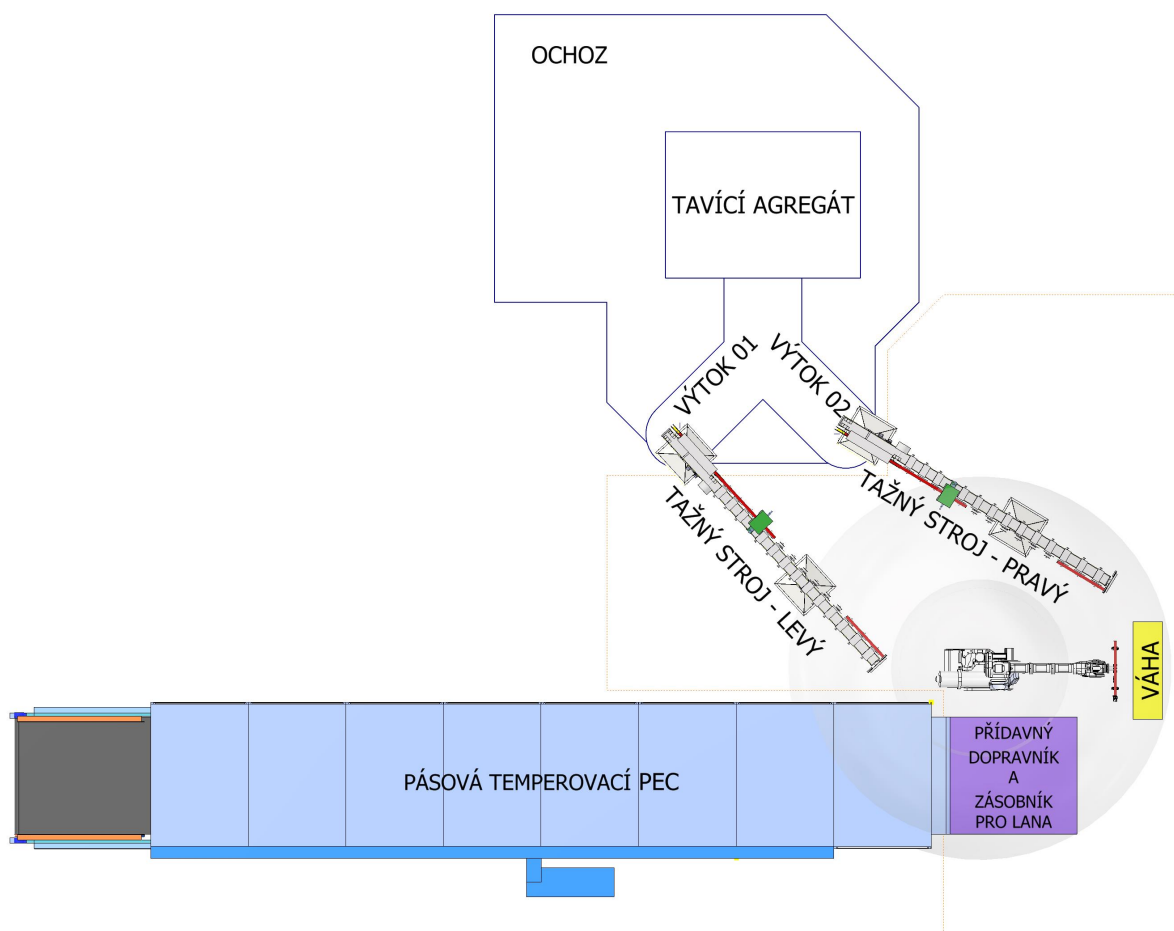 OCHOZ
TAVÍCÍ AGREGÁT
VÝTOK 01
VÝTOK 02
TAŽNÝ STROJ - LEVÝ
TAŽNÝ STROJ - PRAVÝ
VÁHA
PÁSOVÁ TEMPEROVACÍ PEC
PŘÍDAVNÝ
DOPRAVNÍK
A
ZÁSOBNÍK
PRO LANA